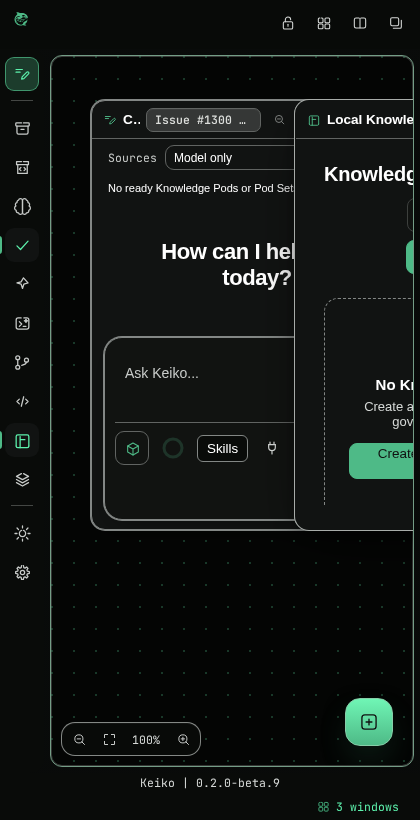 C..
Issue #1300 …
Local Knowle
Sources
Model only
No ready Knowledge Pods or Pod Set
Knowledg
How can I hel
today?
Ask Keiko...
Skills
No Kn
Create a
gov
Create
100%
Keiko | 0.2.0-beta.9
3 windows